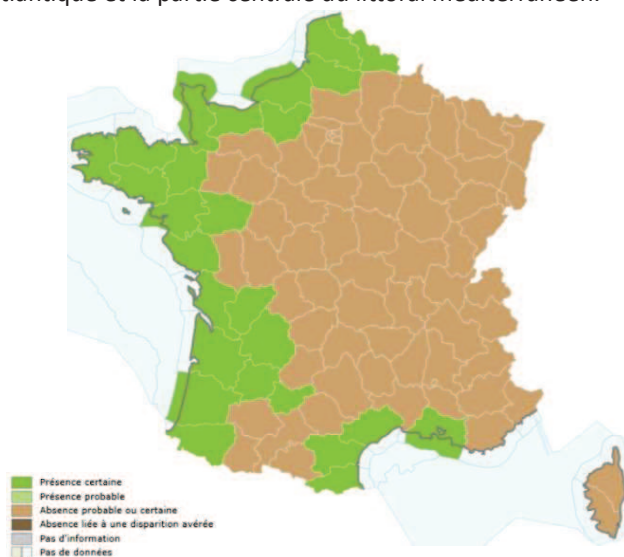 atlantique et la partie centrale du littoral méditerranéen.
Présence certaine
Présence probable
Absence probable ou certaine
Absence liée à une disparition avérée
Pas d'information
Pas de données